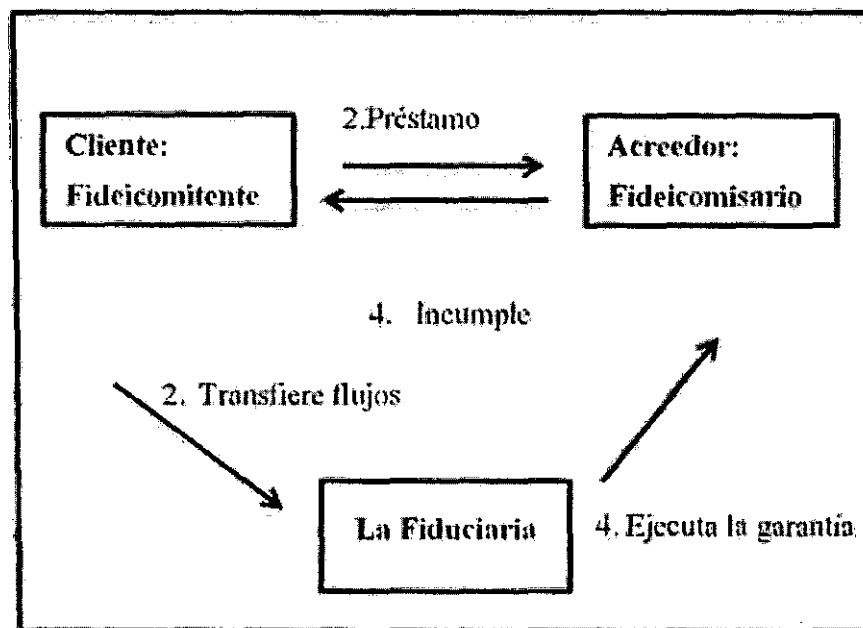 2.Préstamo
Cliente:
Fideicomitente
Acreedor:
Fideicomisario
4. Incumple
2. Transfiere flujos
La Fiduciaria
4. Ejecuta la garantía